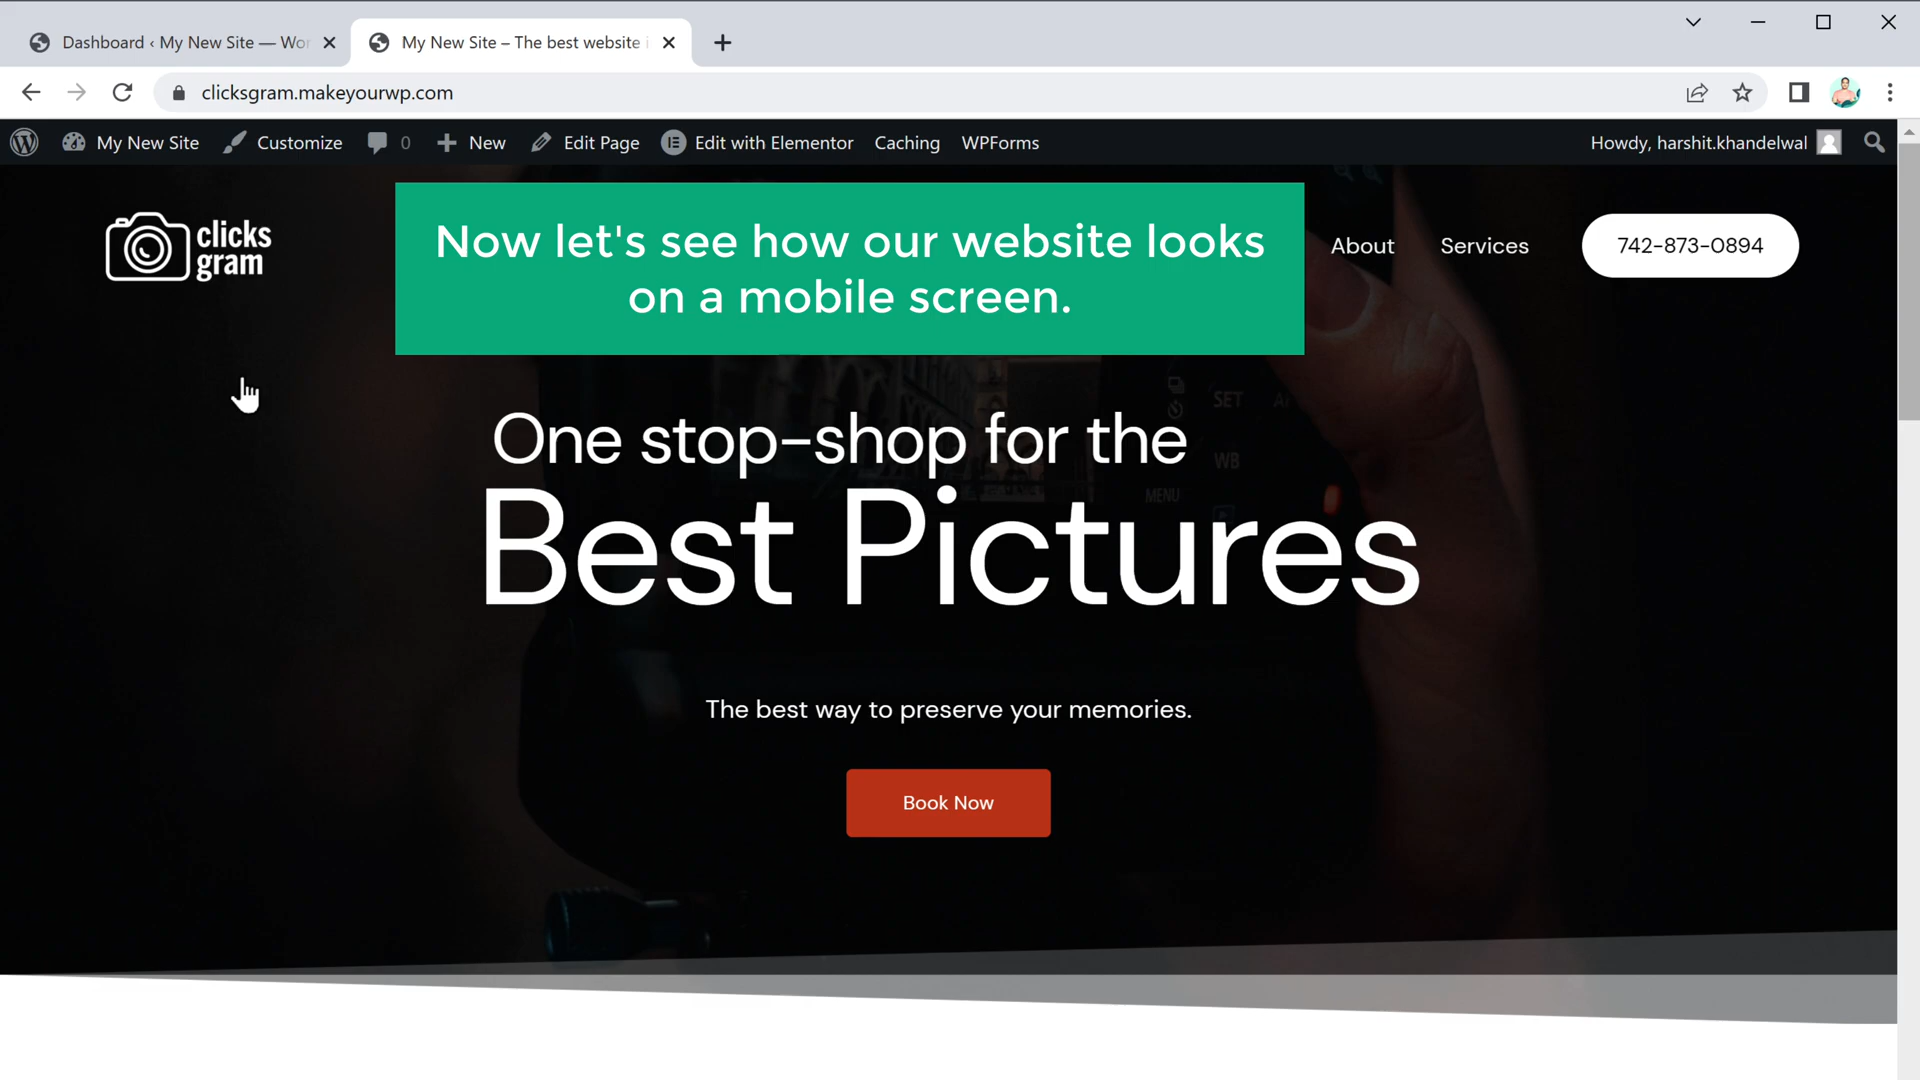 Dashboard ‹ My New Site — Wor
My New Site – The best website i
clicksgram.makeyourwp.com
My New Site
Customize
0
New
Edit Page
Edit with Elementor
Caching
WPForms
Howdy, harshit.khandelwal
clicks
gram
Now let's see how our website looks
on a mobile screen.
About
Services
742-873-0894
SET
WB
MENU
One stop-shop for the
Best Pictures
The best way to preserve your memories.
Book Now